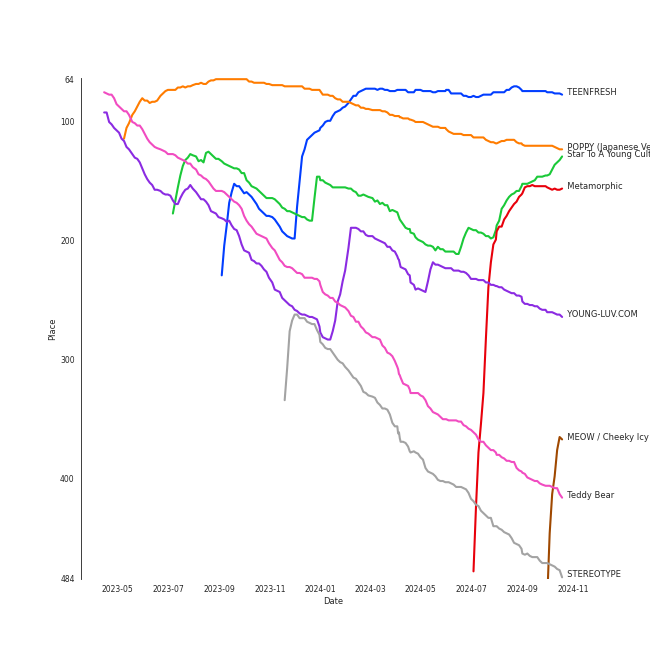 64
100
200
300
400
484
Place
2023-05
2023-07
2023-09
2023-11
2024-01
2024-03
2024-05
2024-07
2024-09
2024-11
Date
TEENFRESH
POPPY (Japanese Ve
Star To A Young Cult
Metamorphic
YOUNG-LUV.COM
MEOW / Cheeky Icy
Teddy Bear
STEREOTYPE